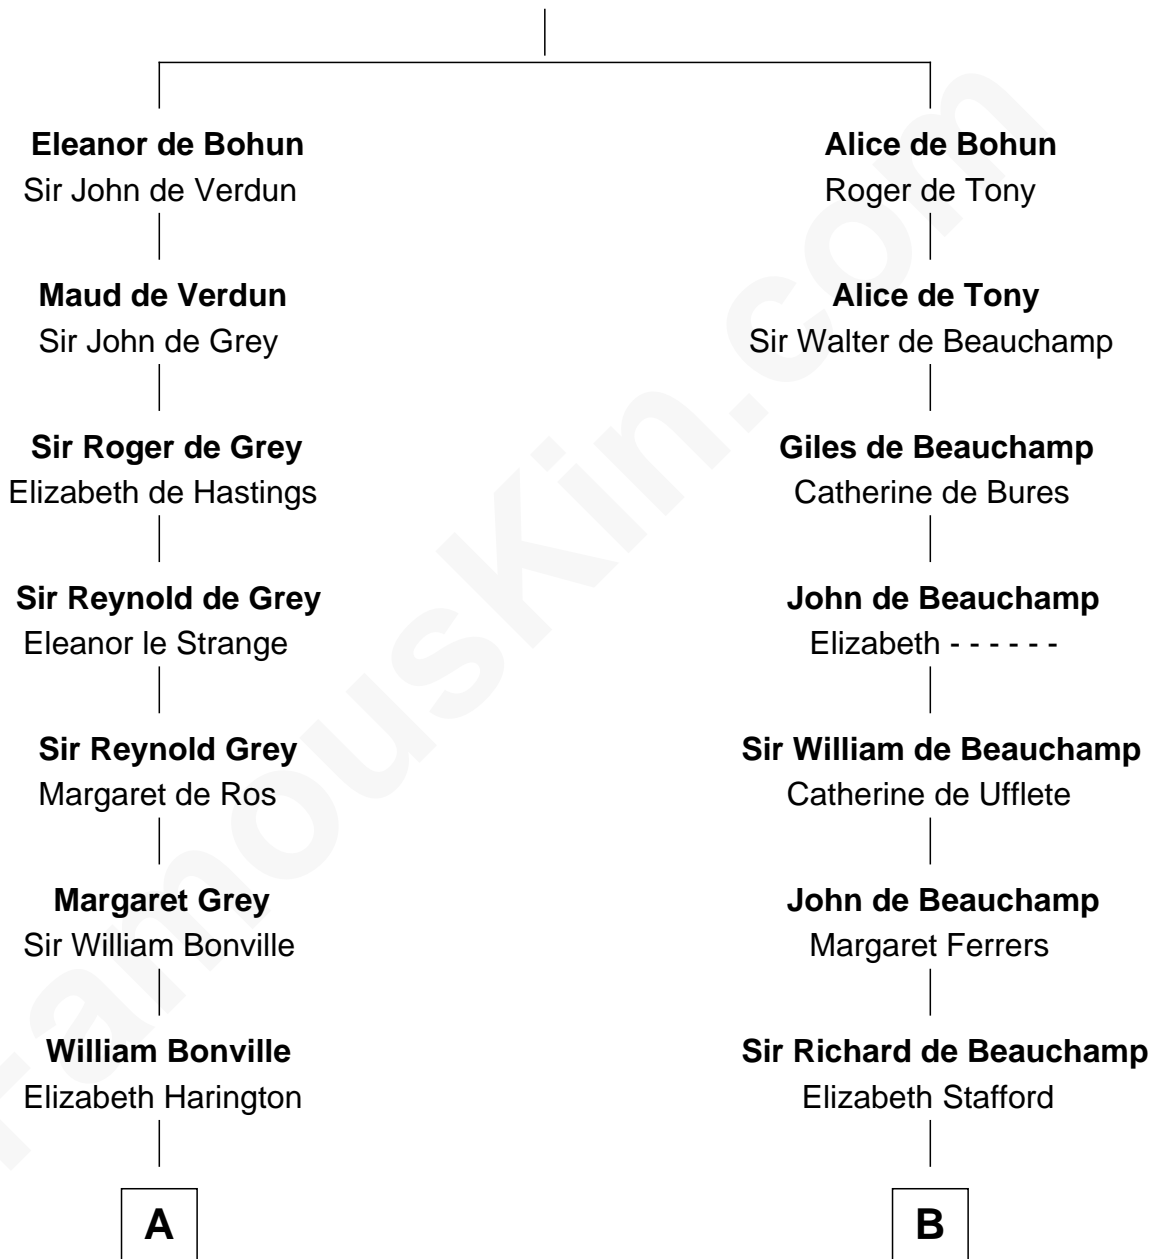 Eleanor de Bohun
Sir John de Verdun
Maud de Verdun
Sir John de Grey
Sir Roger de Grey
Elizabeth de Hastings
Sir Reynold de Grey
Eleanor le Strange
Sir Reynold Grey
Margaret de Ros
Margaret Grey
Sir William Bonville
William Bonville
Elizabeth Harington
A
Alice de Bohun
Roger de Tony
Alice de Tony
Sir Walter de Beauchamp
Giles de Beauchamp
Catherine de Bures
John de Beauchamp
Elizabeth - - - - - -
Sir William de Beauchamp
Catherine de Ufflete
John de Beauchamp
Margaret Ferrers
Sir Richard de Beauchamp
Elizabeth Stafford
B
FamousKin.com